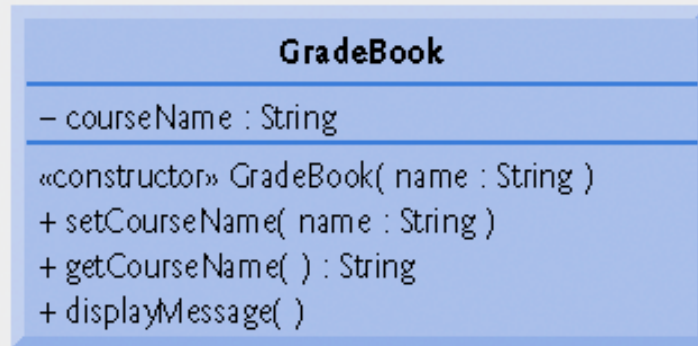 GradeBook
– courseName : String
«constructor» GradeBook( name : String )
+ setCourseName( name : String )
+ getCourseName( ) : String
+ displayMessage( )